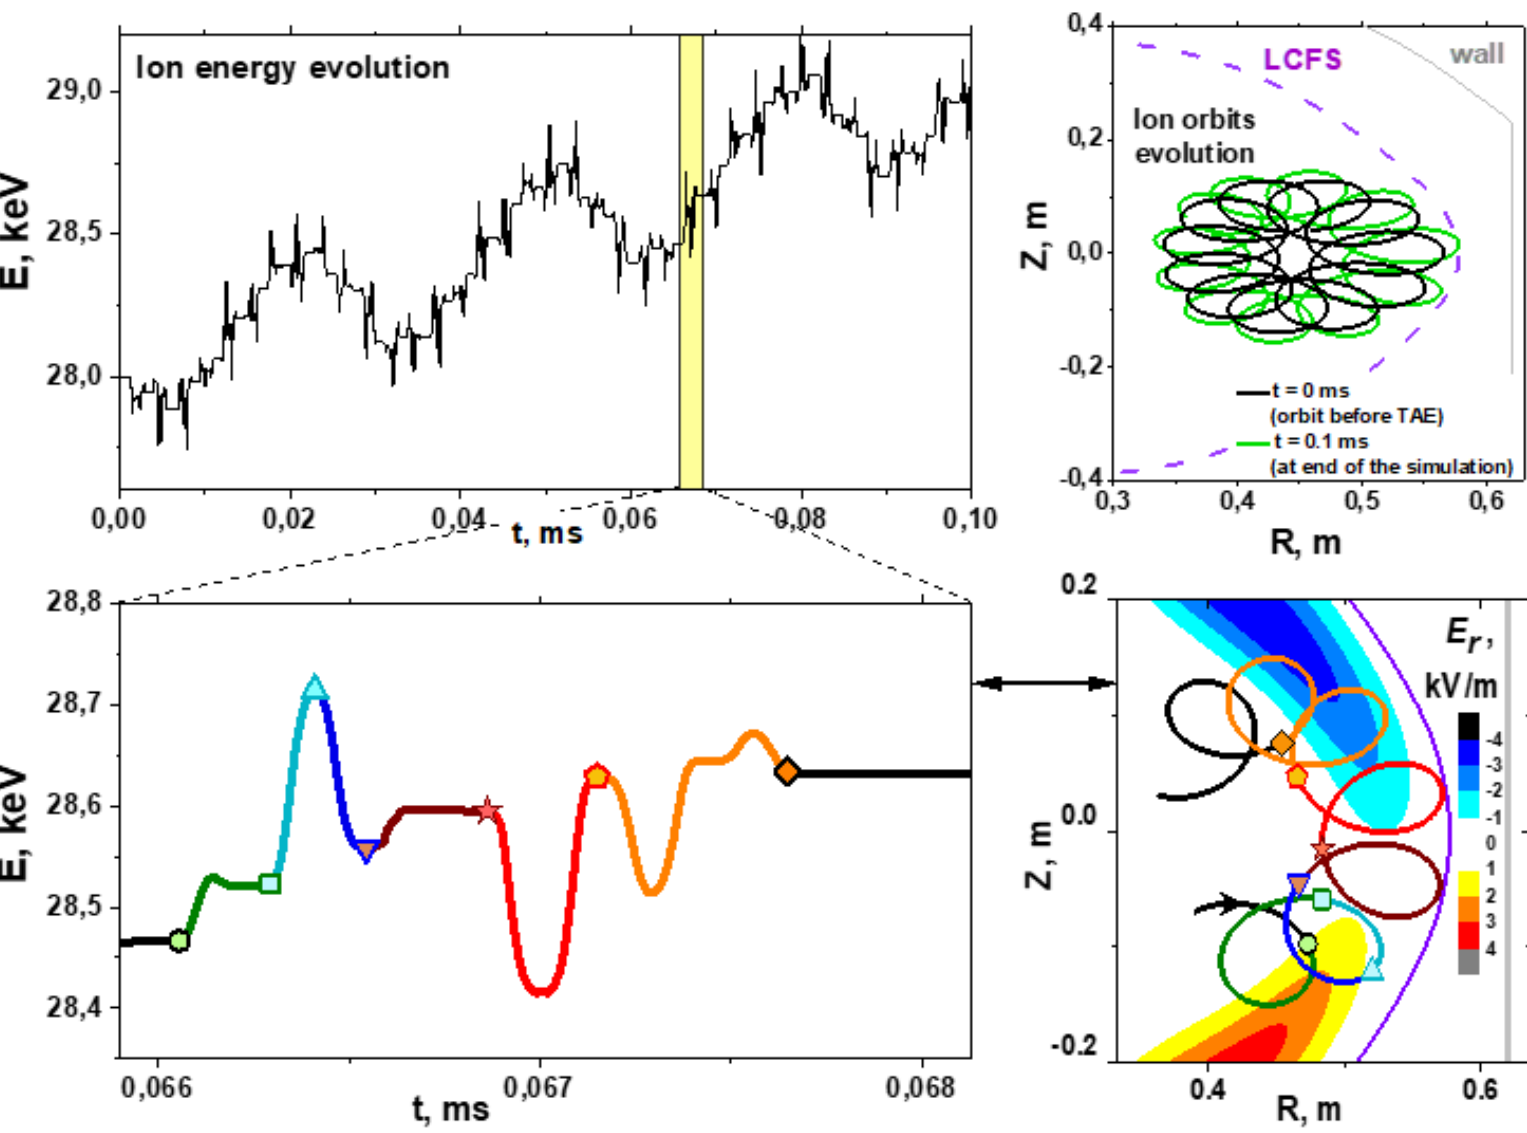 Ion energy evolution
E, keV
29,0
28,5
28,0
0,00 0,02 0,04 0,06 0,08 0,10
t, ms
0,4
0,2
0,0
-0,2
-0,4
Z, m
LCFS
wall
Ion orbits
evolution
t = 0 ms
(orbit before TAE)
t = 0.1 ms
(at end of the simulation)
0,3 0,4 0,5 0,6
R, m
28,8
28,7
28,6
28,5
28,4
E, keV
0,066 0,067 0,068
t, ms
0.2
0.0
-0.2
Z, m
Er,
kV/m
-4
-3
-2
-1
0
1
2
3
4
0.4 0.6
R, m